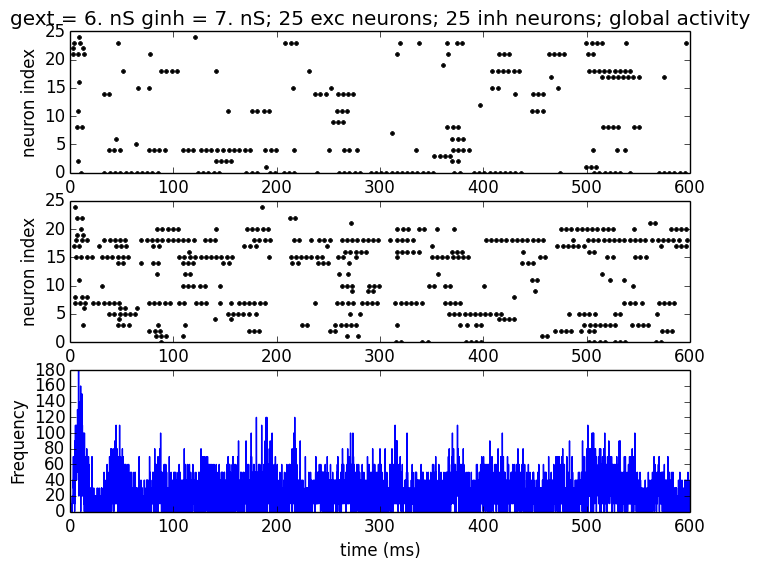 gext = 6. nS ginh = 7. nS; 25 exc neurons; 25 inh neurons; global activity
25
20
15
10
5
0
neuron index
0 100 200 300 400 500 600
25
20
15
10
5
0
neuron index
0 100 200 300 400 500 600
180
160
140
120
100
80
60
40
20
0
Frequency
0 100 200 300 400 500 600
time (ms)